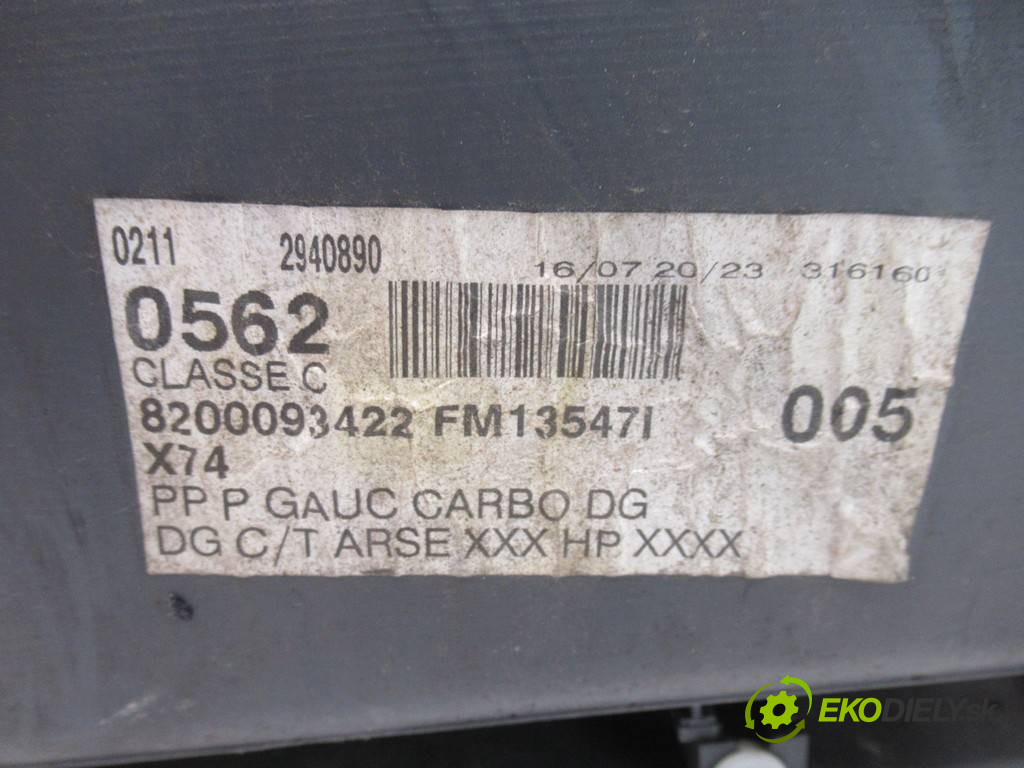 0211 2940890 16/07 20/23 316160
0562
CLASSE C
8200093422 FM13547I 005
X74
PP P GAUC CARBO DG
DG C/T ARSE XXX HP XXXX
EKODIELY.sk